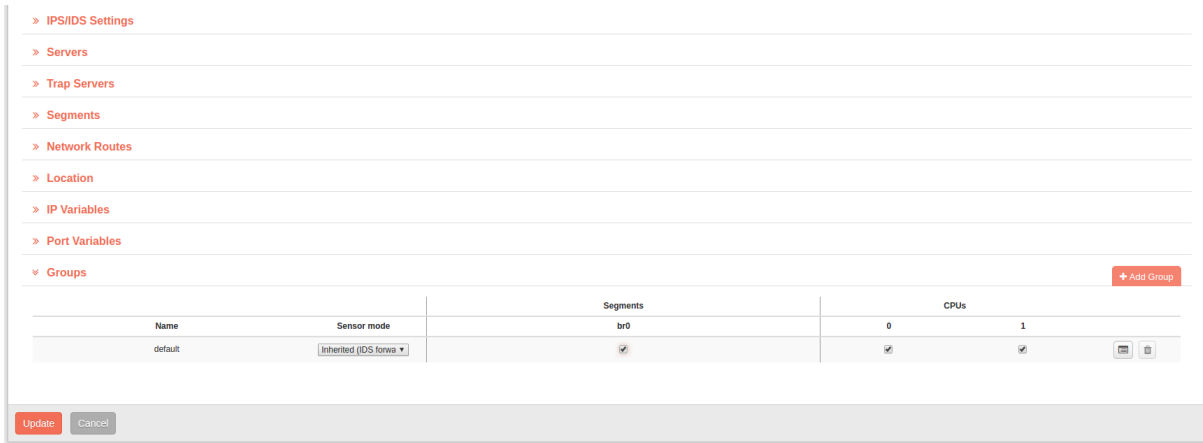 IPS/IDS Settings
Servers
Trap Servers
Segments
Network Routes
Location
IP Variables
Port Variables
Groups
+ Add Group
Segments CPUs
Name Sensor mode br0 0 1
default Inherited (IDS forwa
Update Cancel